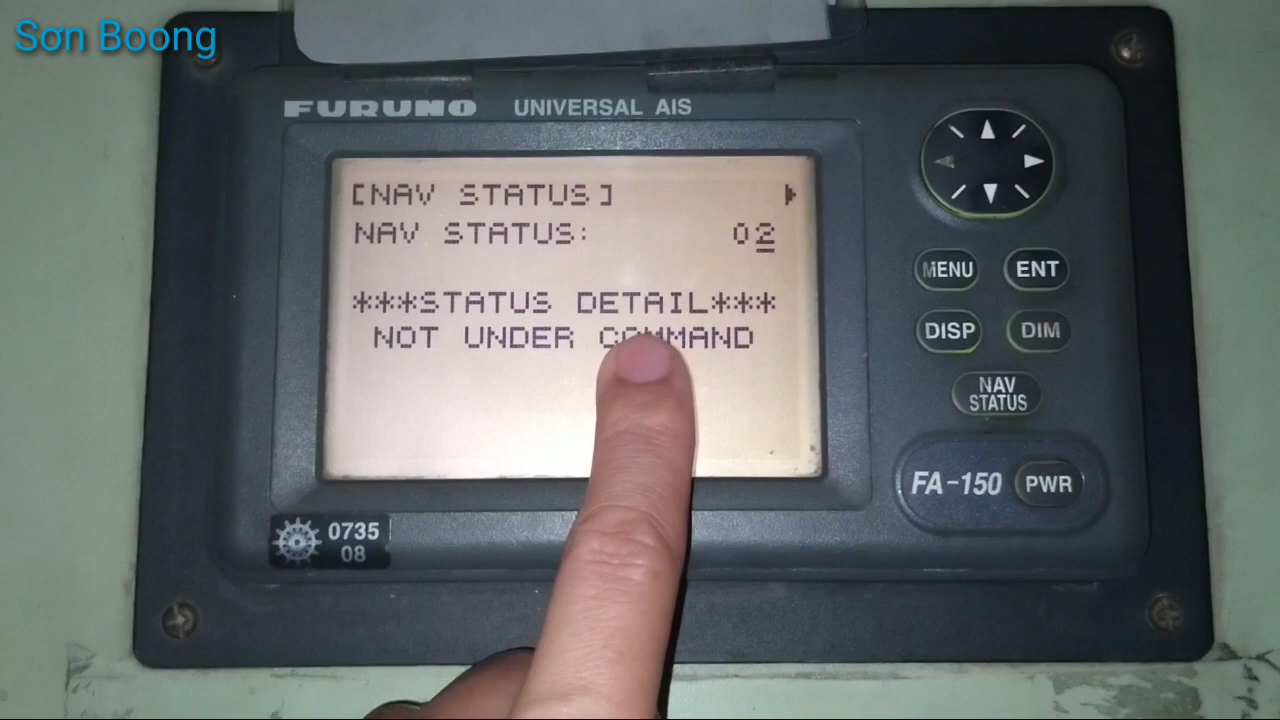 Sơn Boong
FURUNO UNIVERSAL AIS
[NAV STATUS]
NAV STATUS: 02
***STATUS DETAIL***
NOT UNDER COMMAND
MENU ENT
DISP DIM
NAV
STATUS
FA-150 PWR
0735
08